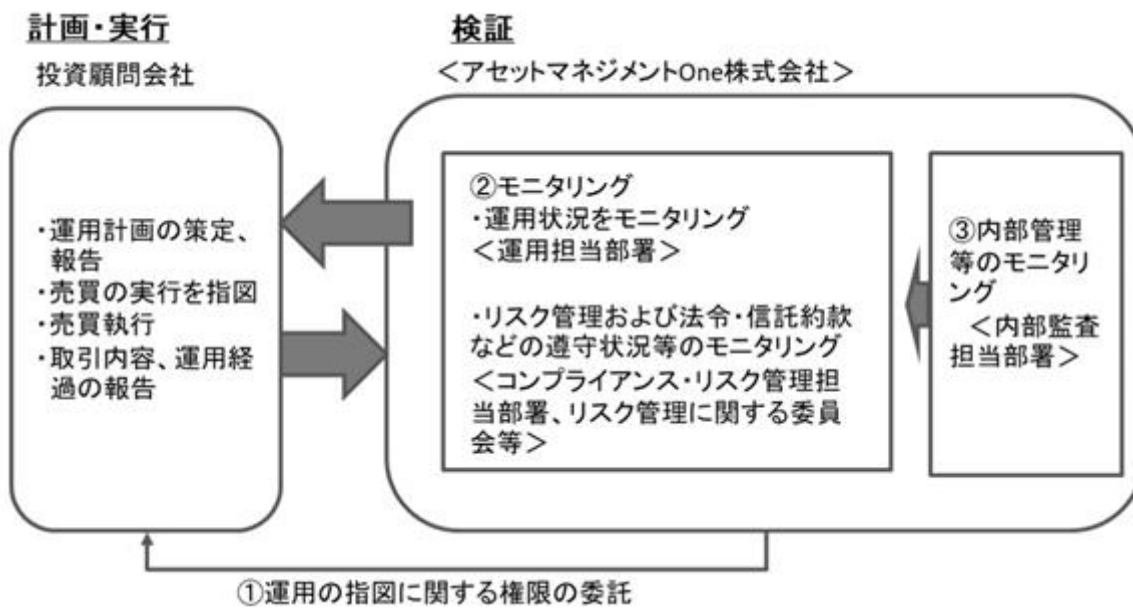 計画・実行
投資顧問会社
・運用計画の策定、
報告
・売買の実行を指図
・売買執行
・取引内容、運用経
過の報告
検証
＜アセットマネジメントOne株式会社＞
②モニタリング
・運用状況をモニタリング
＜運用担当部署＞
・リスク管理および法令・信託約款
などの遵守状況等のモニタリング
＜コンプライアンス・リスク管理担
当部署、リスク管理に関する委員
会等＞
③内部管理
等のモニタリ
ング
＜内部監査
担当部署＞
①運用の指図に関する権限の委託